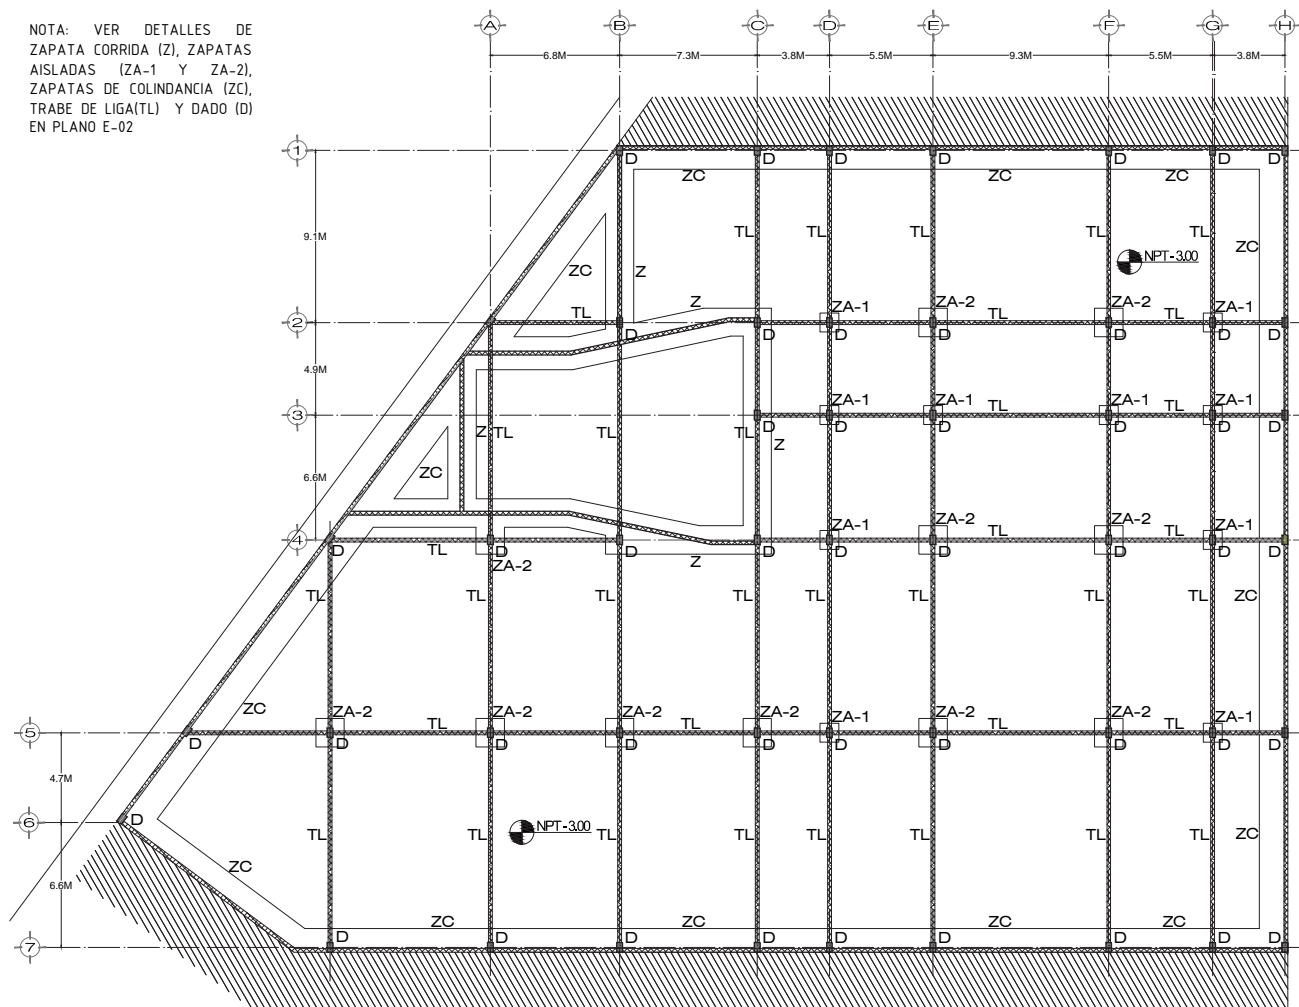 NOTA: VER DETALLES DE
ZAPATA CORRIDA (Z), ZAPATAS
AISLADAS (ZA-1 Y ZA-2),
ZAPATAS DE COLINDANCIA (ZC),
TRABE DE LIGA(TL) Y DADO (D)
EN PLANO E-02
A B C D E F G H
6.8M 7.3M 3.8M 5.5M 9.3M 5.5M 3.8M
1
D D D D D D D
ZC ZC ZC
9.1M
TL TL TL TL TL
ZC
NPT-3.00
ZC Z
Z
TL
ZA-1 ZA-2 TL ZA-2 TL ZA-1
2
D D D D D D
4.9M
ZA-1 ZA-1 TL ZA-1 TL ZA-1
3
D D D D D D
Z TL TL TL Z
ZC
6.6M
ZA-1 ZA-2 TL ZA-2 TL ZA-1
4
D TL D D D D D D D D
ZA-2 Z
TL TL TL TL TL TL TL TL ZC
ZC
ZA-2 TL ZA-2 ZA-2 TL ZA-2 ZA-1 ZA-2 TL ZA-2 TL ZA-1
5
D D D D D D D D D D
4.7M
6
D
NPT-3.00
TL TL TL TL TL TL TL TL ZC
ZC
6.6M
ZC ZC ZC ZC
7
D D D D D D D D D